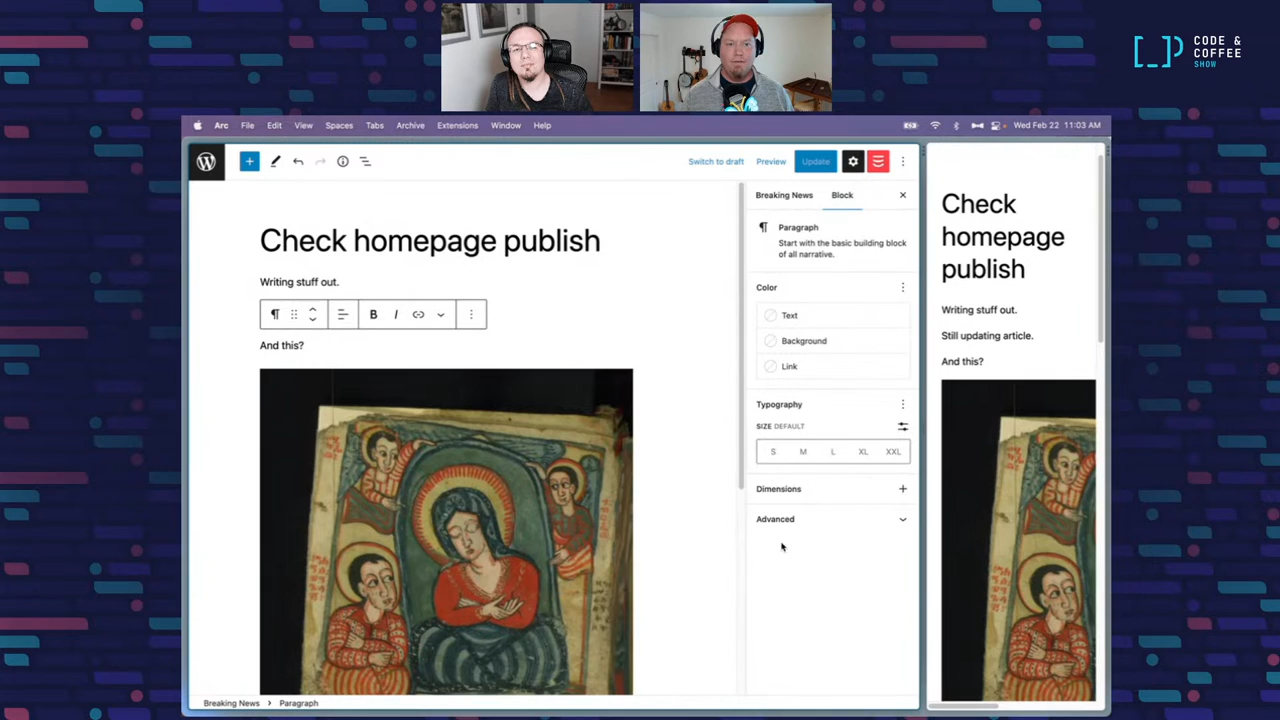 CODE &
COFFEE
SHOW
Arc File Edit View Spaces Tabs Archive Extensions Window Help Wed Feb 22 11:03 AM
Switch to draft Preview Update
Breaking News Block
Paragraph
Start with the basic building block
of all narrative.
Color
Text
Background
Link
Typography
SIZE DEFAULT
S M L XL XXL
Dimensions
Advanced
Check homepage publish
Writing stuff out.
B I
And this?
Breaking News > Paragraph
Check
homepage
publish
Writing stuff out.
Still updating article.
And this?